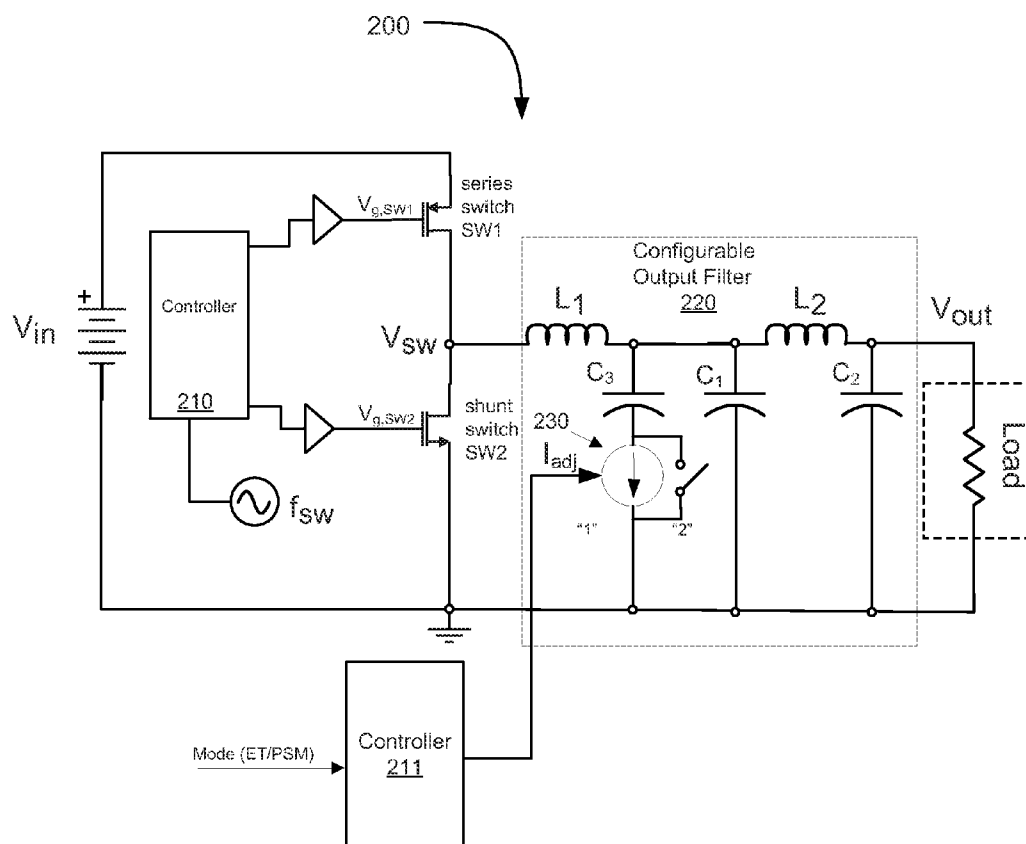 200
series
switch
SW1
Vg,SW1
Controller
210
+
Vin
Vsw
Vg,SW2
shunt
switch
SW2
fsw
Configurable
Output Filter
220
L1
L2
Vout
C3
C1
C2
230
Iadj
"1"
"2"
Load
Mode (ET/PSM)
Controller
211